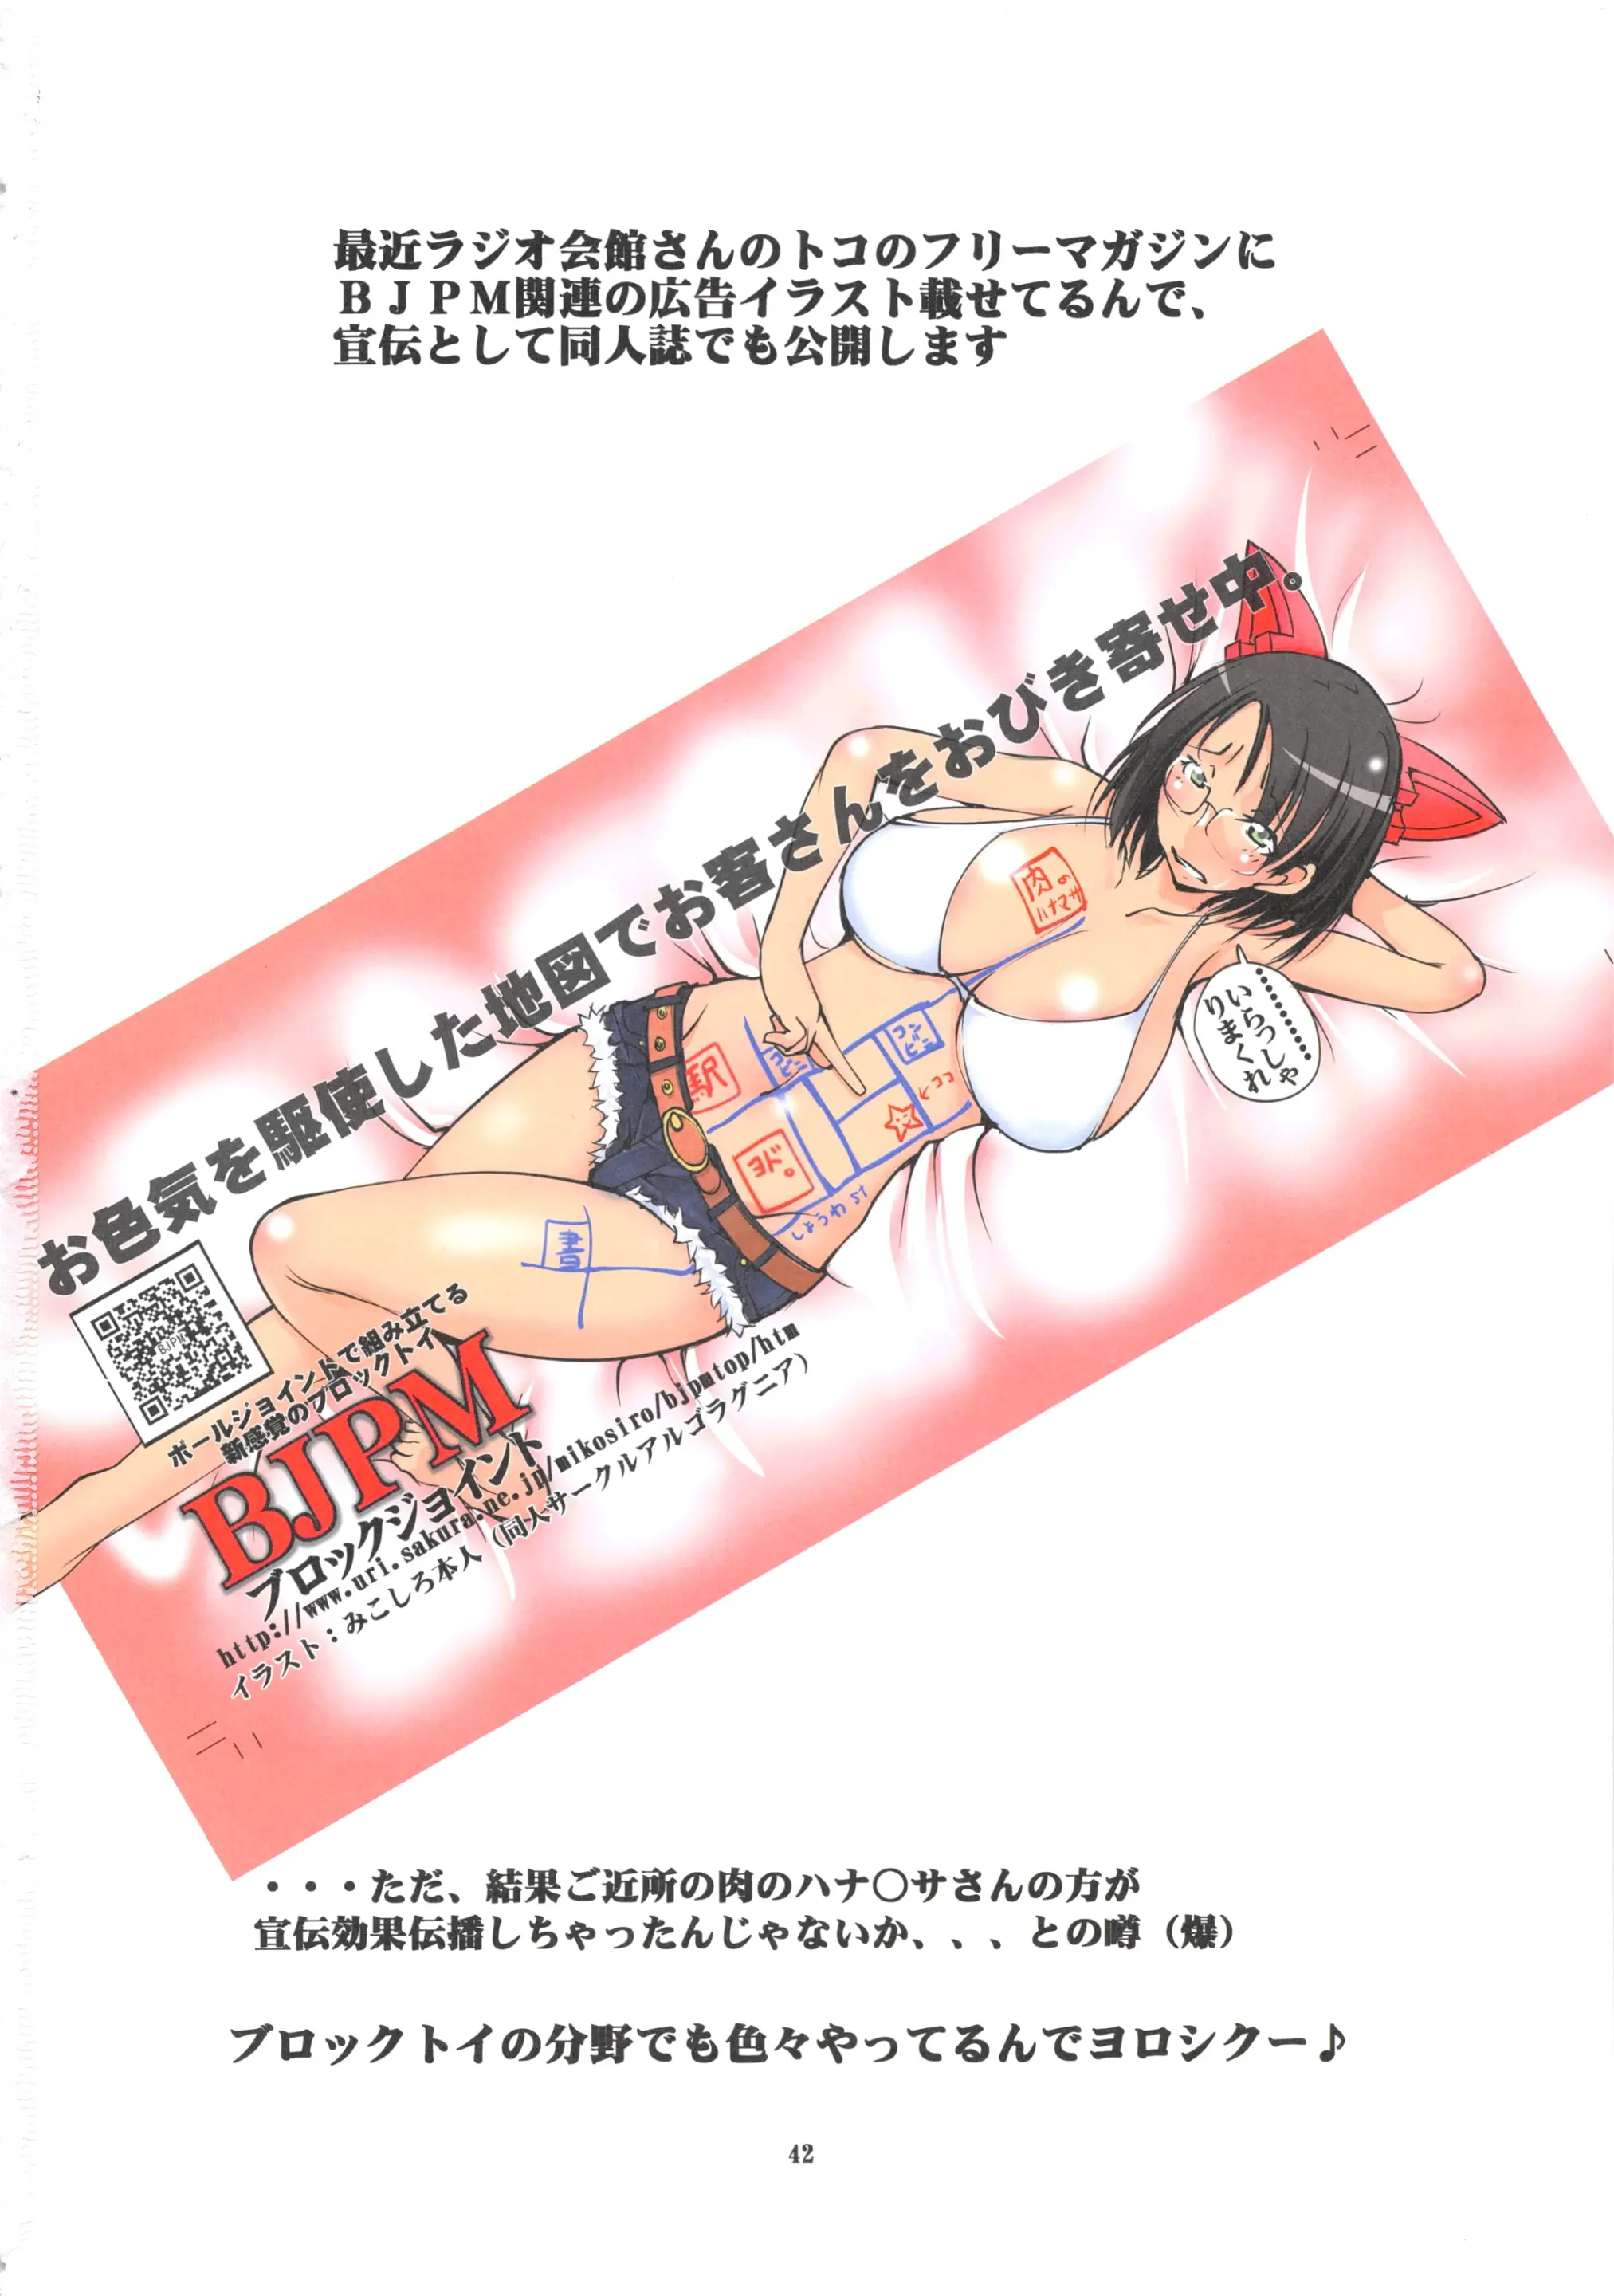 最近ラジオ会館さんのトコのフリーマガジンに
ＢＪＰＭ関連の広告イラスト載せてるんで、
宣伝として同人誌でも公開します
お色気を駆使した地図でお客さんをおびき寄せ中。
肉の
ハナマサ
………
いらっしゃ
りまくれ
コンビニ
←ココ
駅
コンビニ
ヨド。
しょうわ51
書
BJPM
ボールジョイントで組み立てる
新感覚のブロックトイ
BJPM
ブロックジョイント
http://www.uri.sakura.ne.jp/mikosiro/bjpmtop/htm
イラスト：みこしろ本人（同人サークルアルゴラグニア）
・・・ただ、結果ご近所の肉のハナ〇サさんの方が
宣伝効果伝播しちゃったんじゃないか、、、との噂（爆）
ブロックトイの分野でも色々やってるんでヨロシクー♪
42